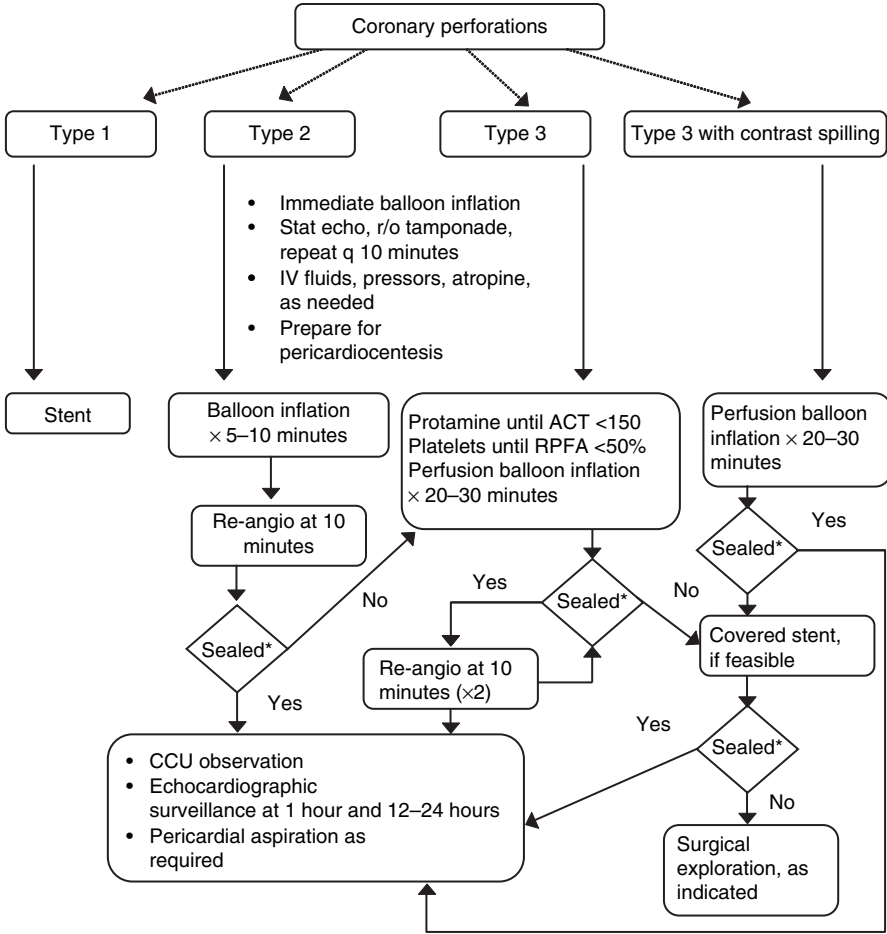 Coronary perforations
Type 1
Type 2
Type 3
Type 3 with contrast spilling
• Immediate balloon inflation
• Stat echo, r/o tamponade,
repeat q 10 minutes
• IV fluids, pressors, atropine,
as needed
• Prepare for
pericardiocentesis
Stent
Balloon inflation
× 5–10 minutes
Protamine until ACT <150
Platelets until RPFA <50%
Perfusion balloon inflation
× 20–30 minutes
Perfusion balloon
inflation × 20–30
minutes
Re-angio at 10
minutes
Yes
Sealed*
No
Yes
Sealed*
No
Sealed*
Covered stent,
if feasible
Re-angio at 10
minutes (×2)
Yes
Yes
Sealed*
No
• CCU observation
• Echocardiographic
surveillance at 1 hour and 12–24 hours
• Pericardial aspiration as
required
Surgical
exploration, as
indicated